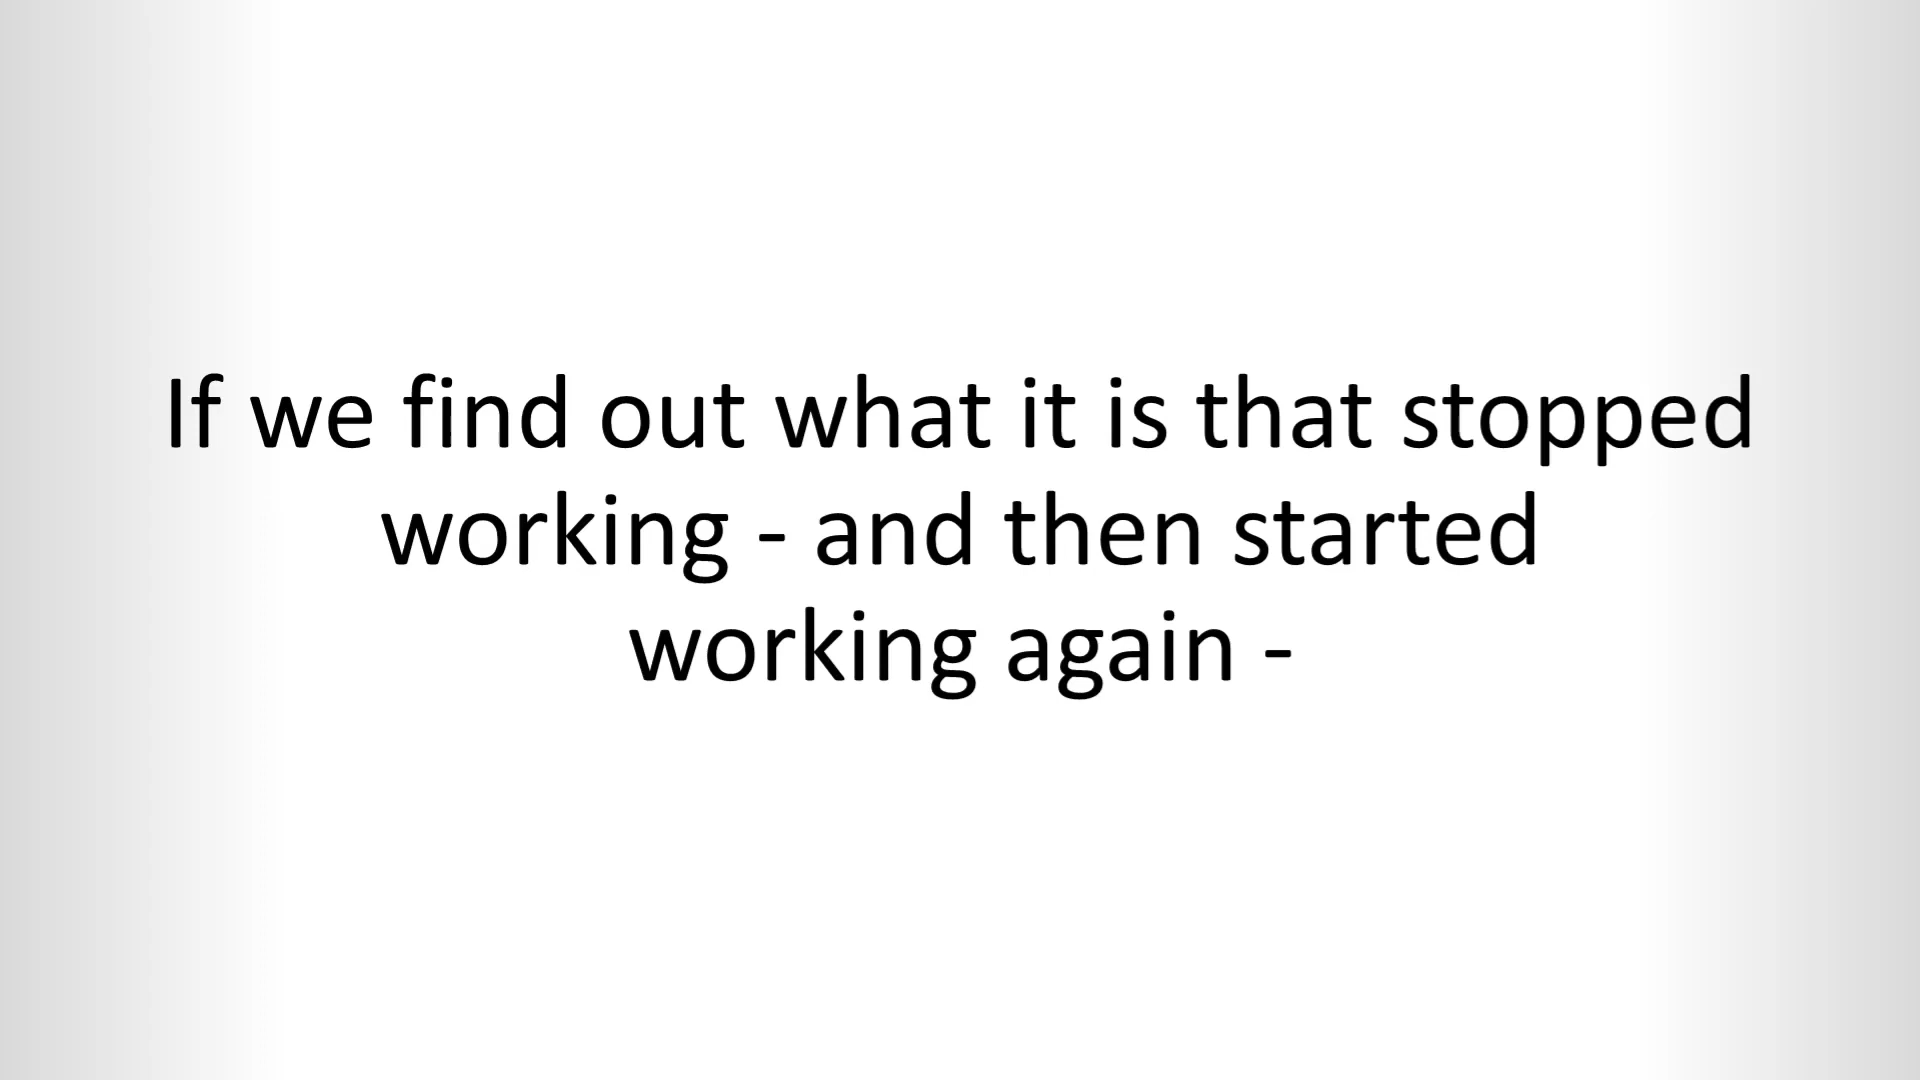 If we find out what it is that stopped
working - and then started
working again -